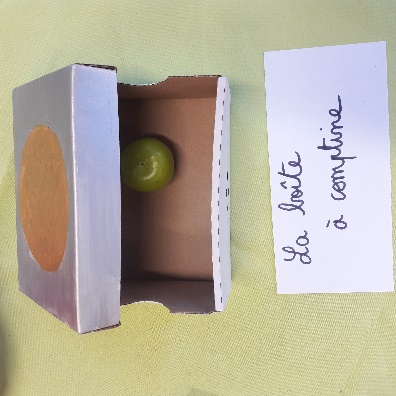 La boîte
à comptine